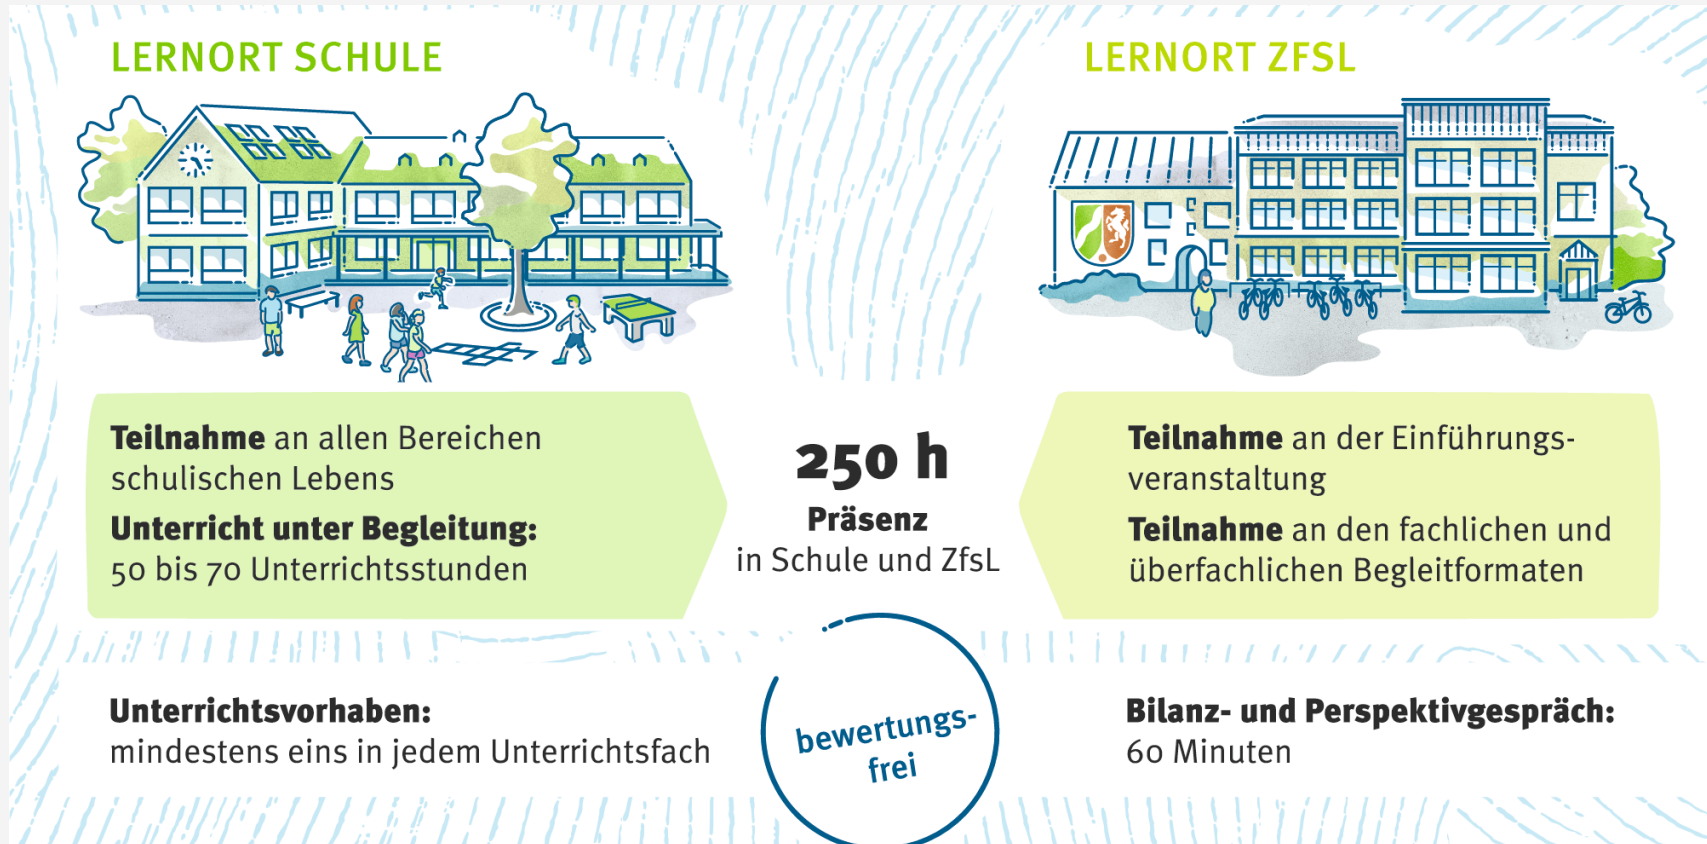 LERNORT SCHULE
LERNORT ZFSL
Teilnahme an allen Bereichen
schulischen Lebens
Unterricht unter Begleitung:
50 bis 70 Unterrichtsstunden
250 h
Präsenz
in Schule und ZfsL
Teilnahme an der Einführungs-
veranstaltung
Teilnahme an den fachlichen und
überfachlichen Begleitformaten
Unterrichtsvorhaben:
mindestens eins in jedem Unterrichtsfach
bewertungs-
frei
Bilanz- und Perspektivgespräch:
60 Minuten